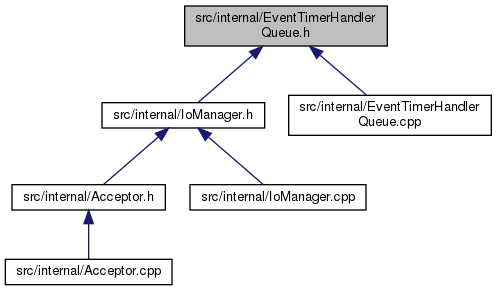 src/internal/EventTimerHandler
Queue.h
src/internal/IoManager.h
src/internal/EventTimerHandler
Queue.cpp
src/internal/Acceptor.h
src/internal/IoManager.cpp
src/internal/Acceptor.cpp